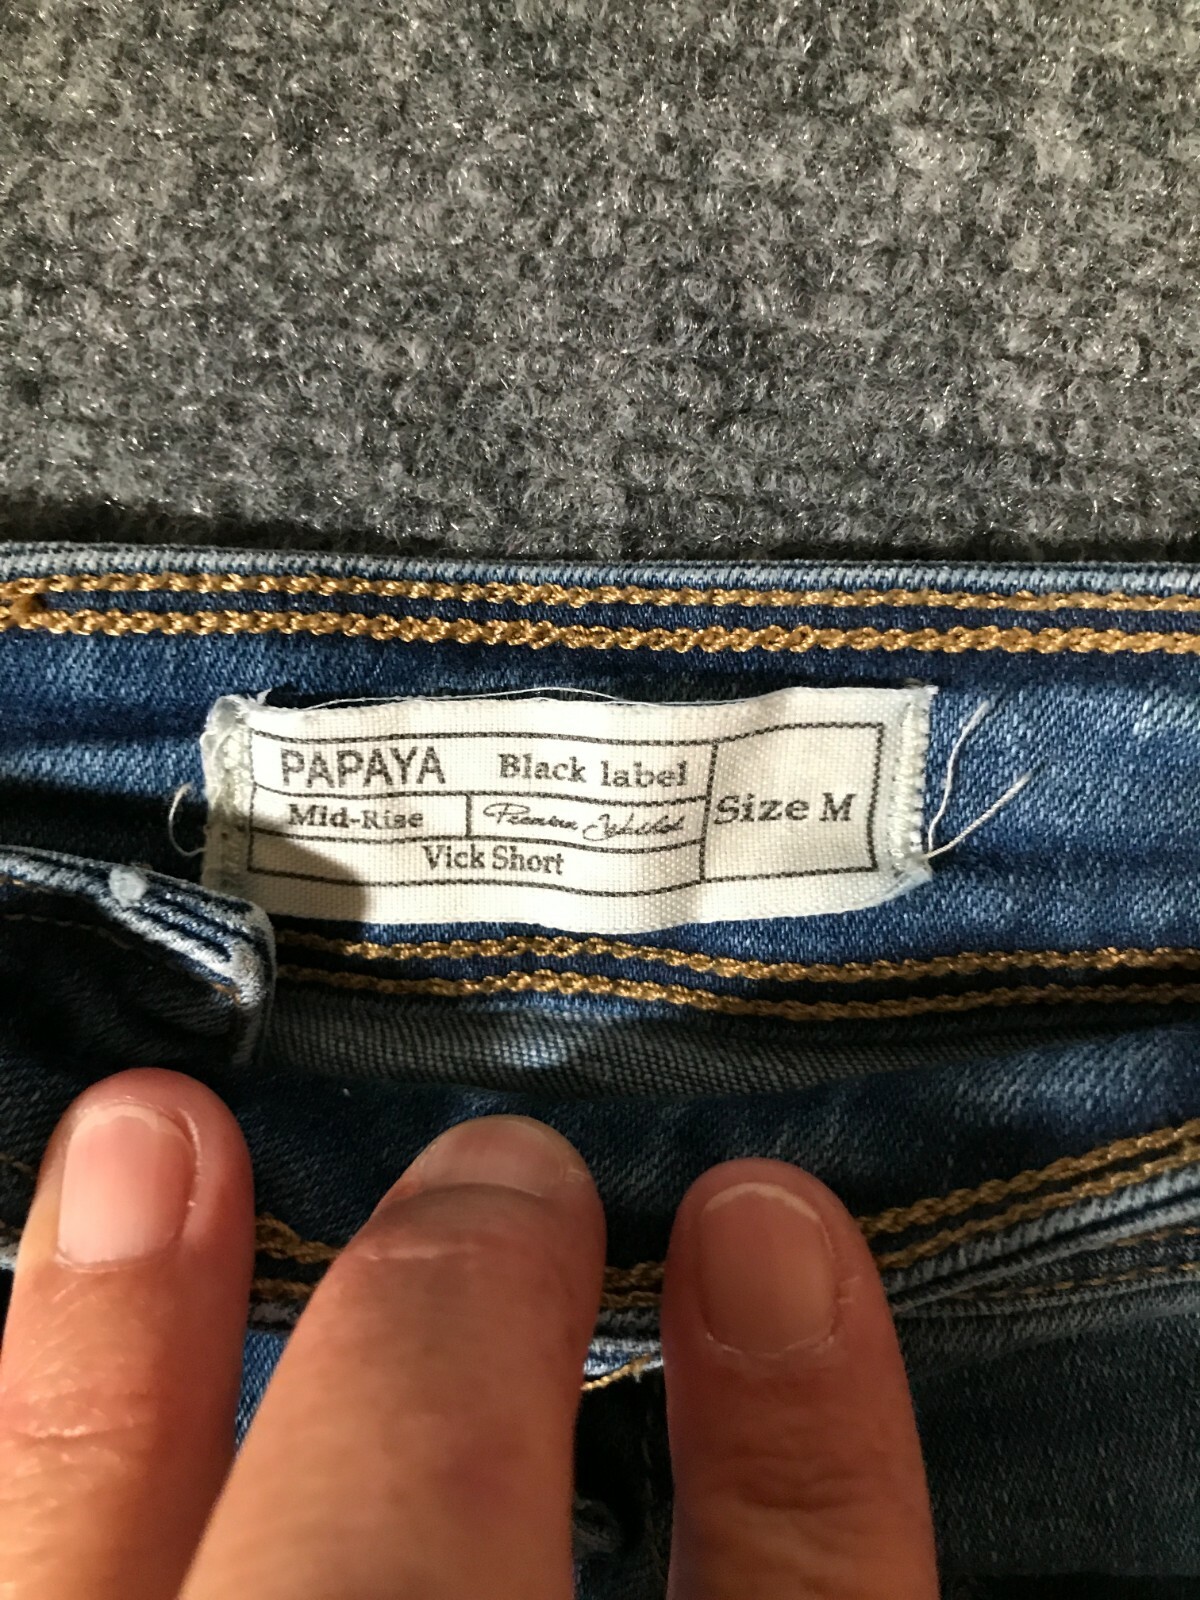 PAPAYA Black label
Mid-Rise
Size M
Vick Short